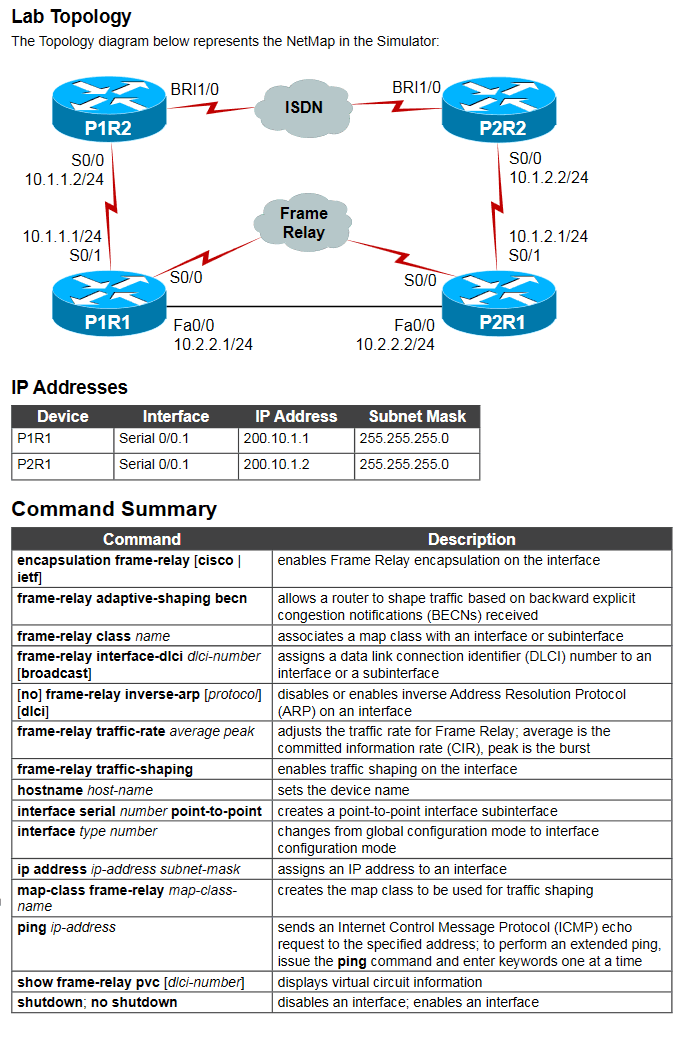 Lab Topology
The Topology diagram below represents the NetMap in the Simulator:
BRI1/0
ISDN
BRI1/0
P1R2
P2R2
S0/0
10.1.1.2/24
S0/0
10.1.2.2/24
Frame
Relay
10.1.1.1/24
S0/1
10.1.2.1/24
S0/1
S0/0
S0/0
P1R1
P2R1
Fa0/0
10.2.2.1/24
Fa0/0
10.2.2.2/24
IP Addresses
Device Interface IP Address Subnet Mask
P1R1 Serial 0/0.1 200.10.1.1 255.255.255.0
P2R1 Serial 0/0.1 200.10.1.2 255.255.255.0
Command Summary
Command Description
encapsulation frame-relay [cisco | enables Frame Relay encapsulation on the interface
ietf]
frame-relay adaptive-shaping becn allows a router to shape traffic based on backward explicit
congestion notifications (BECNs) received
frame-relay class name associates a map class with an interface or subinterface
frame-relay interface-dlci dlci-number assigns a data link connection identifier (DLCI) number to an
[broadcast] interface or a subinterface
[no] frame-relay inverse-arp [protocol] disables or enables inverse Address Resolution Protocol
[dlci] (ARP) on an interface
frame-relay traffic-rate average peak adjusts the traffic rate for Frame Relay; average is the
committed information rate (CIR), peak is the burst
frame-relay traffic-shaping enables traffic shaping on the interface
hostname host-name sets the device name
interface serial number point-to-point creates a point-to-point interface subinterface
interface type number changes from global configuration mode to interface
configuration mode
ip address ip-address subnet-mask assigns an IP address to an interface
map-class frame-relay map-class- creates the map class to be used for traffic shaping
name
ping ip-address sends an Internet Control Message Protocol (ICMP) echo
request to the specified address; to perform an extended ping,
issue the ping command and enter keywords one at a time
show frame-relay pvc [dlci-number] displays virtual circuit information
shutdown; no shutdown disables an interface; enables an interface